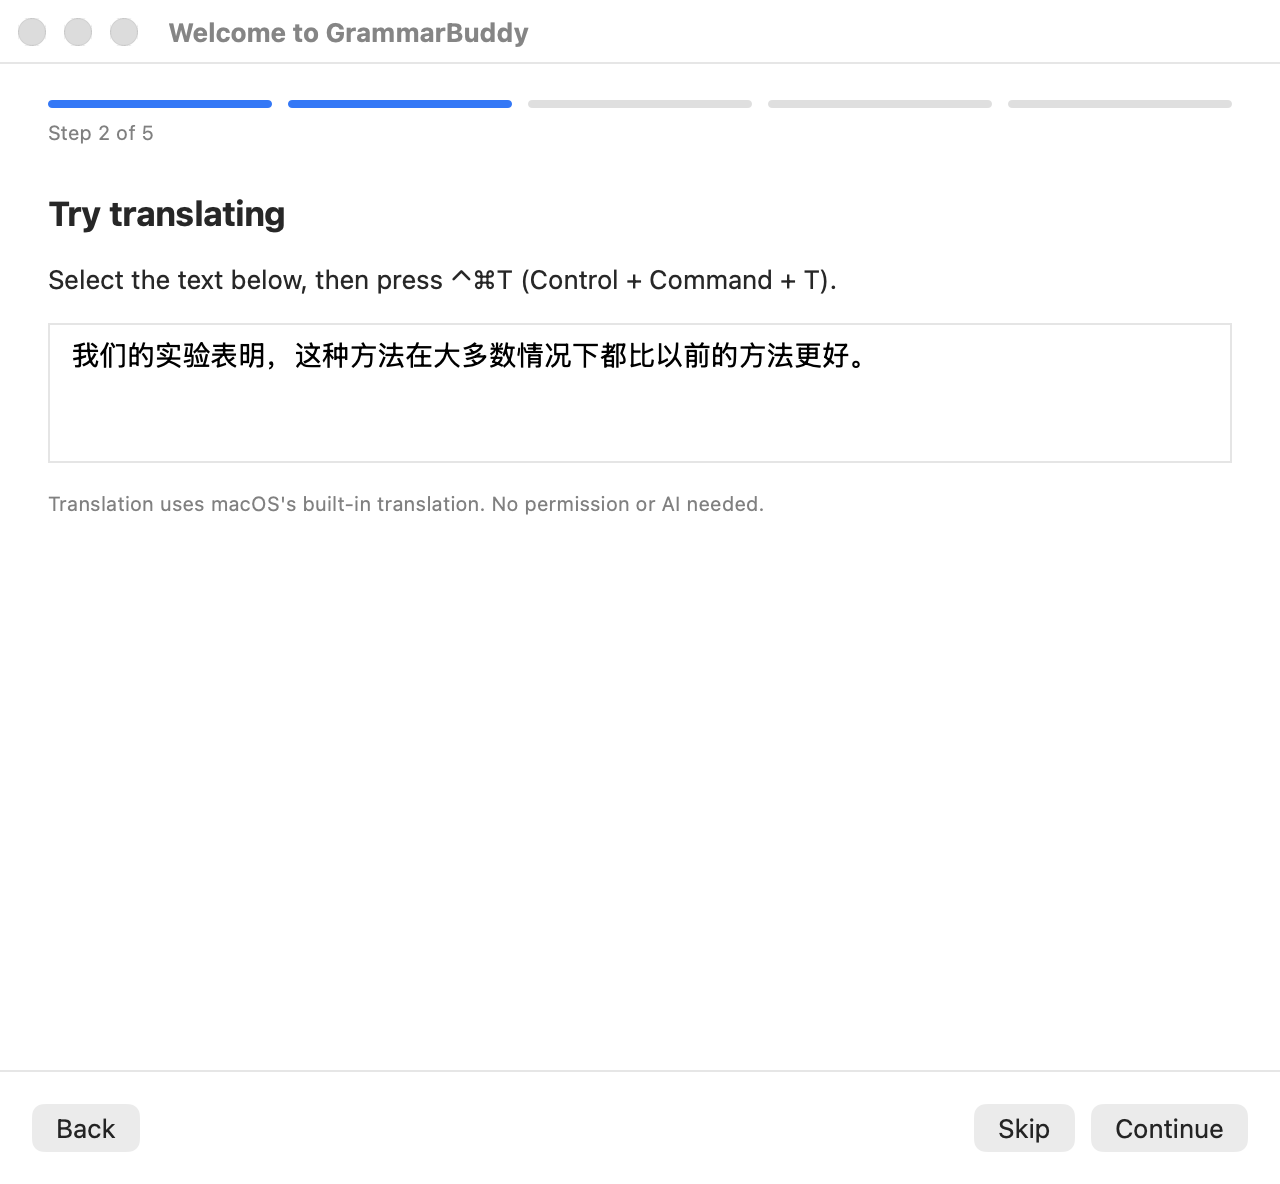 Welcome to GrammarBuddy
Step 2 of 5
Try translating
Select the text below, then press ^⌘T (Control + Command + T).
我们的实验表明，这种方法在大多数情况下都比以前的方法更好。
Translation uses macOS's built-in translation. No permission or AI needed.
Back
Skip
Continue